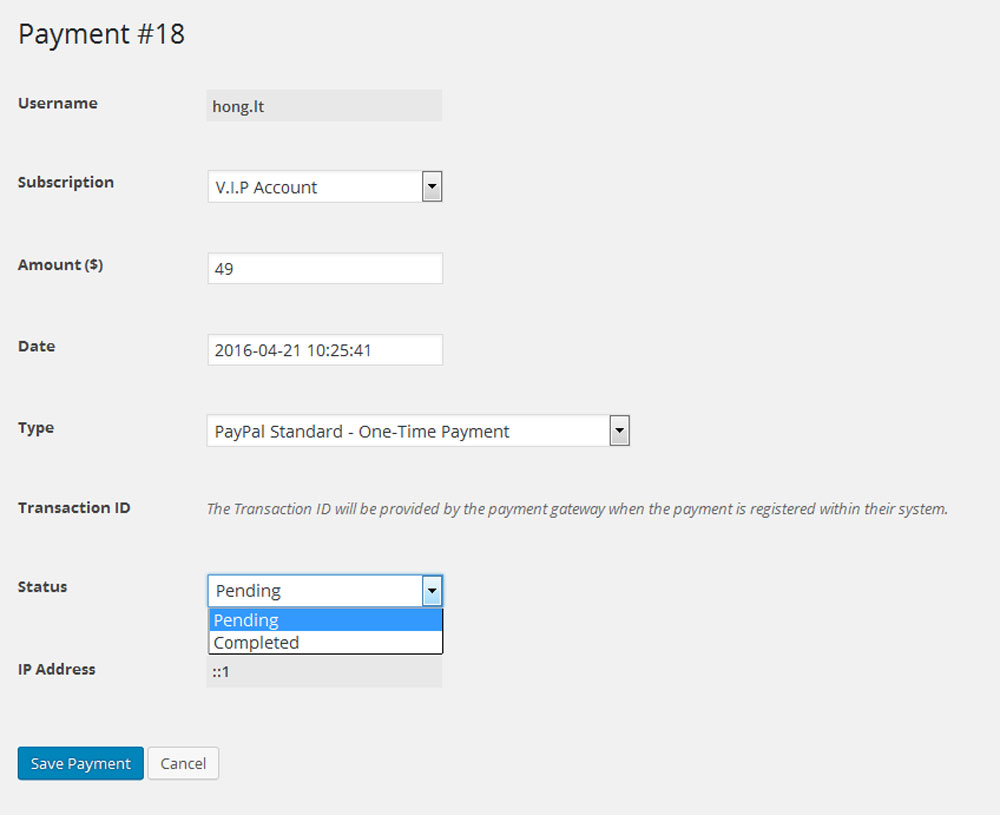 Payment #18
Username
hong.lt
Subscription
V.I.P Account
Amount ($)
49
Date
2016-04-21 10:25:41
Type
PayPal Standard - One-Time Payment
Transaction ID
The Transaction ID will be provided by the payment gateway when the payment is registered within their system.
Status
Pending
Pending
Completed
IP Address
::1
Save Payment
Cancel